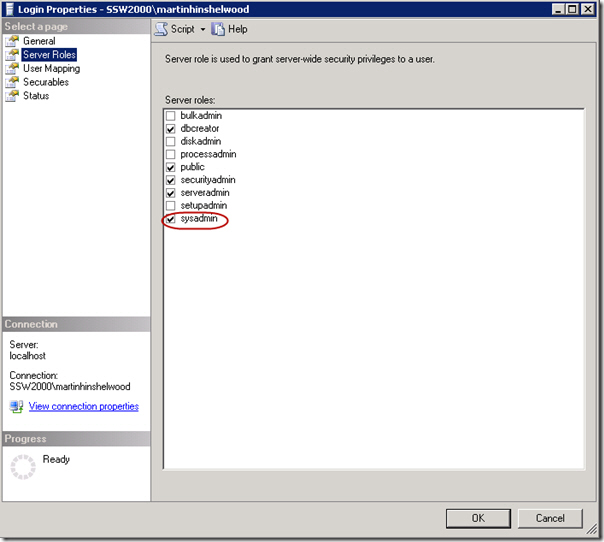 Login Properties - SSW2000\martinhinshelwood
Select a page
General
Server Roles
User Mapping
Securables
Status
Script
Help
Server role is used to grant server-wide security privileges to a user.
Server roles:
bulkadmin
dbcreator
diskadmin
processadmin
public
securityadmin
serveradmin
setupadmin
sysadmin
Connection
Server:
localhost
Connection:
SSW2000\martinhinshelwood
View connection properties
Progress
Ready
OK
Cancel